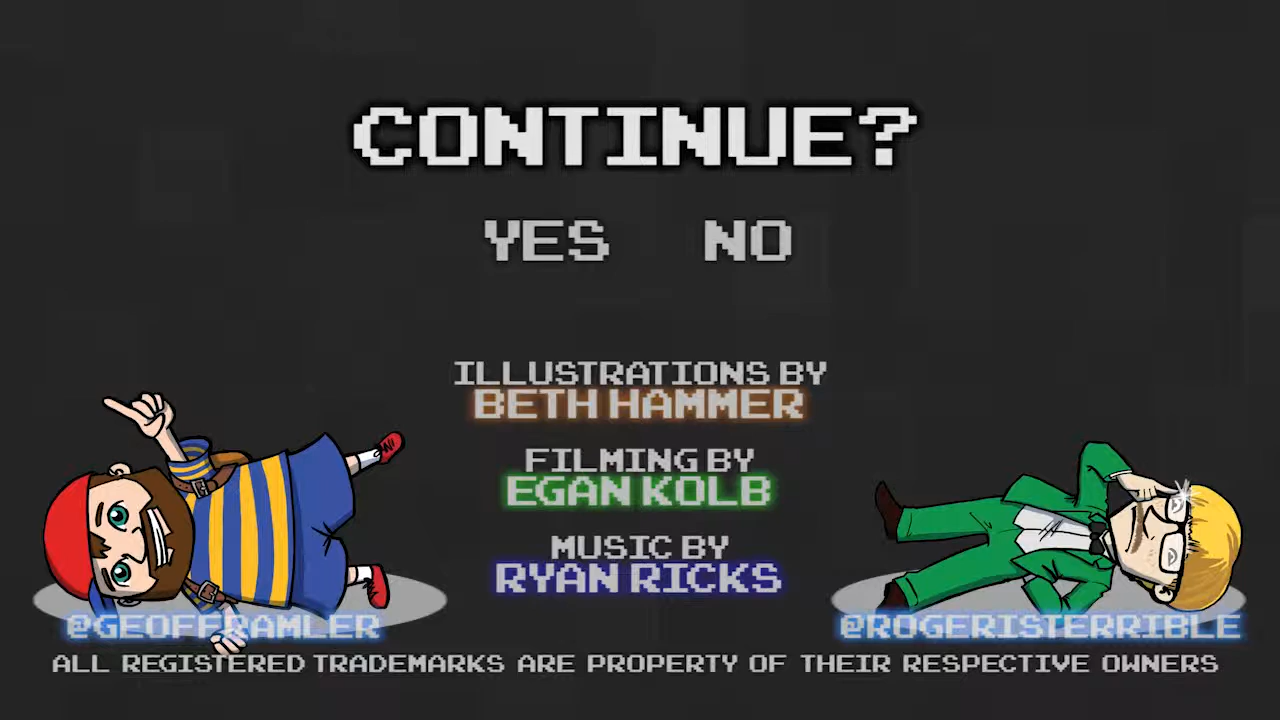 CONTINUE?
YES NO
ILLUSTRATIONS BY
BETH HAMMER
FILMING BY
EGAN KOLB
MUSIC BY
RYAN RICKS
@GEOFFRAMLER
@ROGERISTERRIBLE
ALL REGISTERED TRADEMARKS ARE PROPERTY OF THEIR RESPECTIVE OWNERS